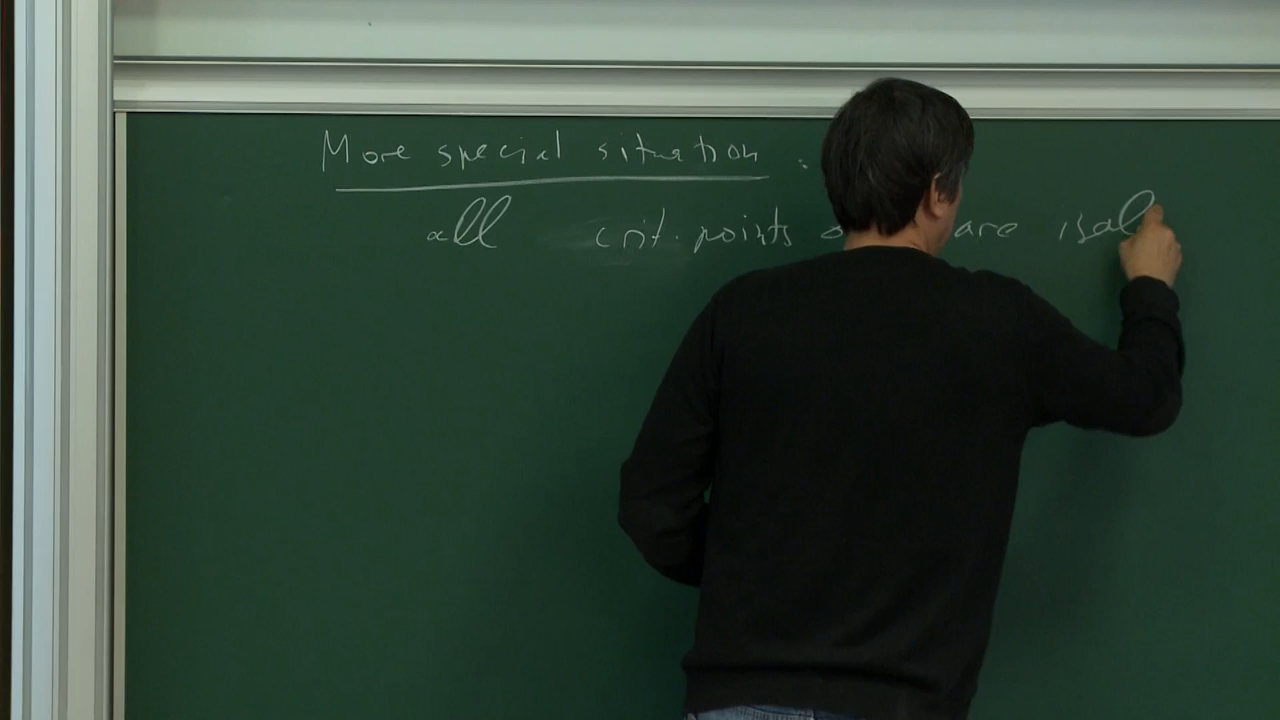 More special situation :
all crit. points are isol